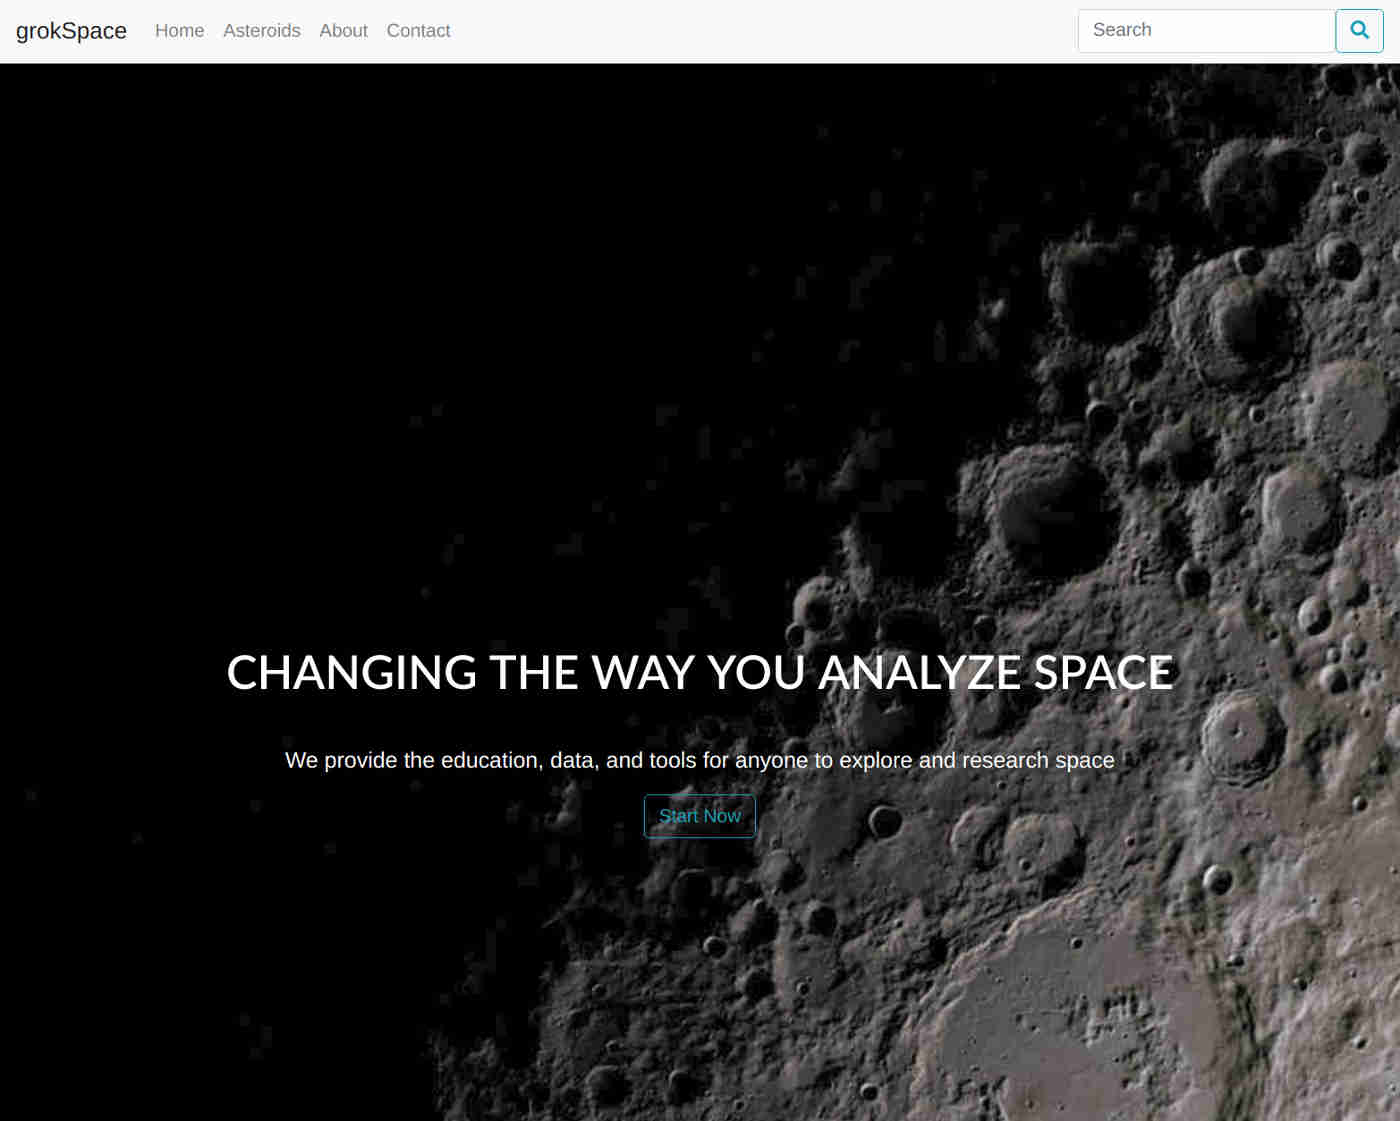 grokSpace Home Asteroids About Contact Search
CHANGING THE WAY YOU ANALYZE SPACE
We provide the education, data, and tools for anyone to explore and research space
Start Now